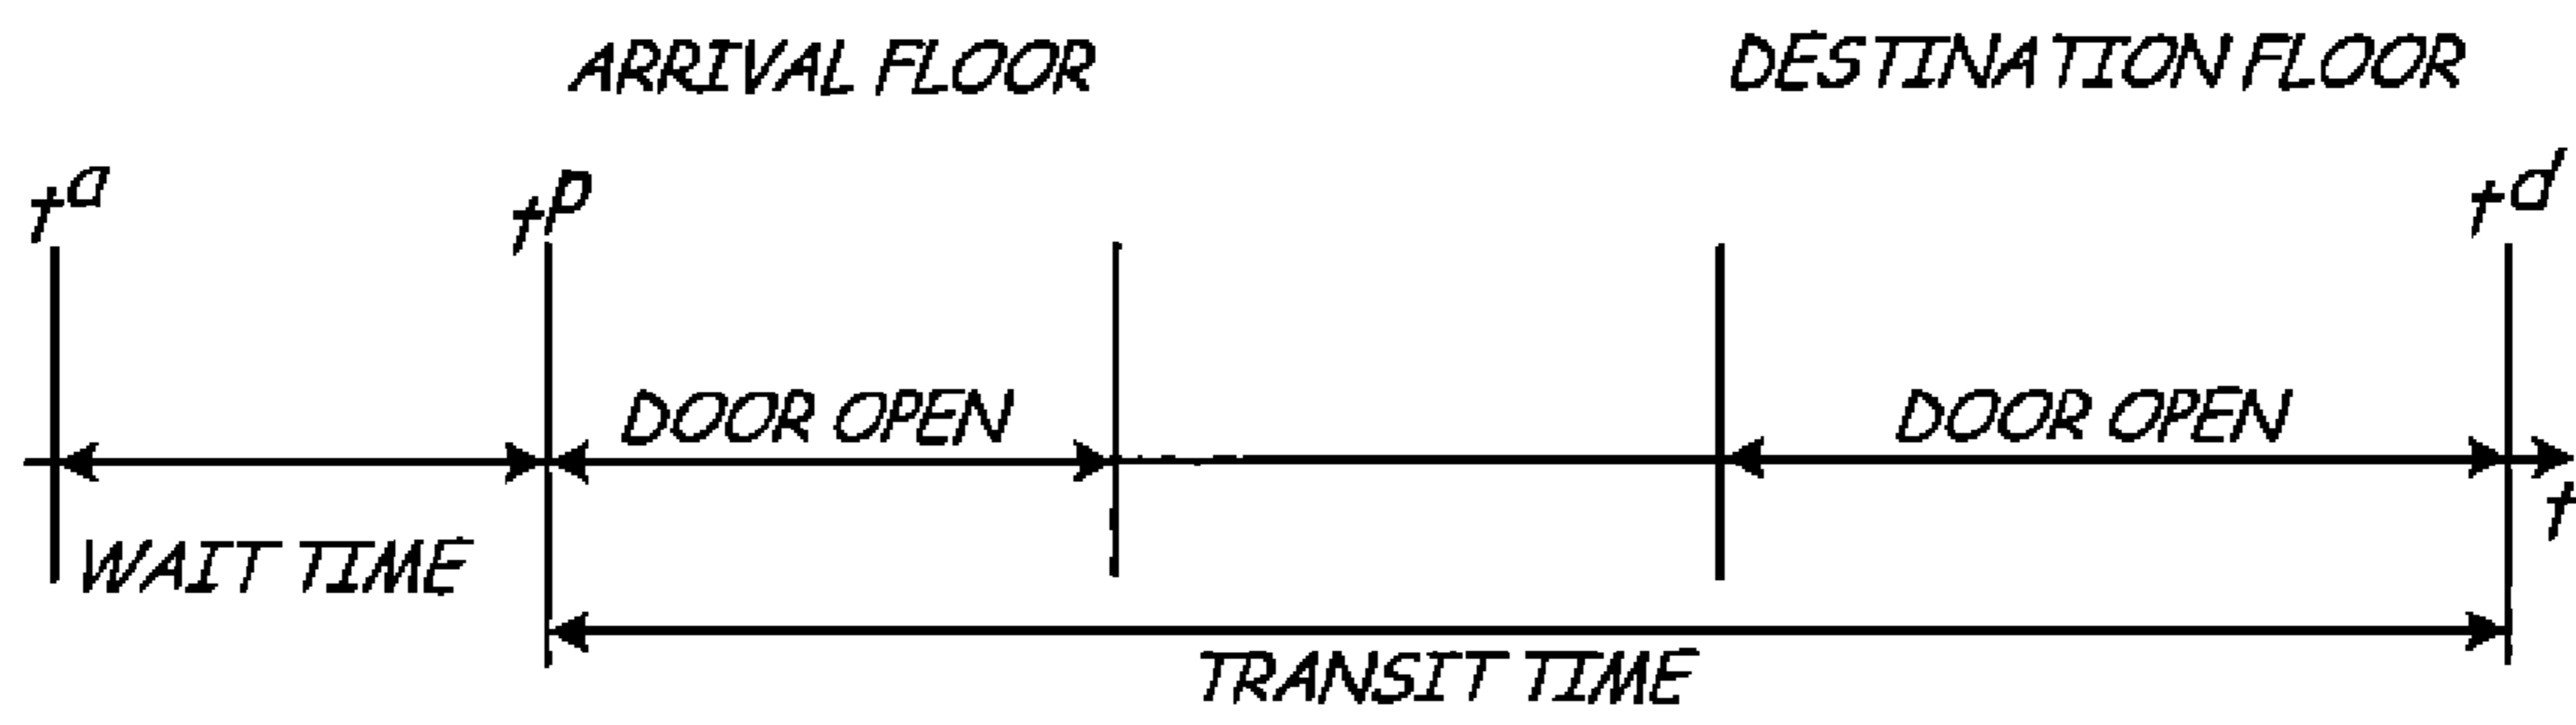 ARRIVAL FLOOR DESTINATION FLOOR
t^a t^p t^d
DOOR OPEN DOOR OPEN
t
WAIT TIME
TRANSIT TIME